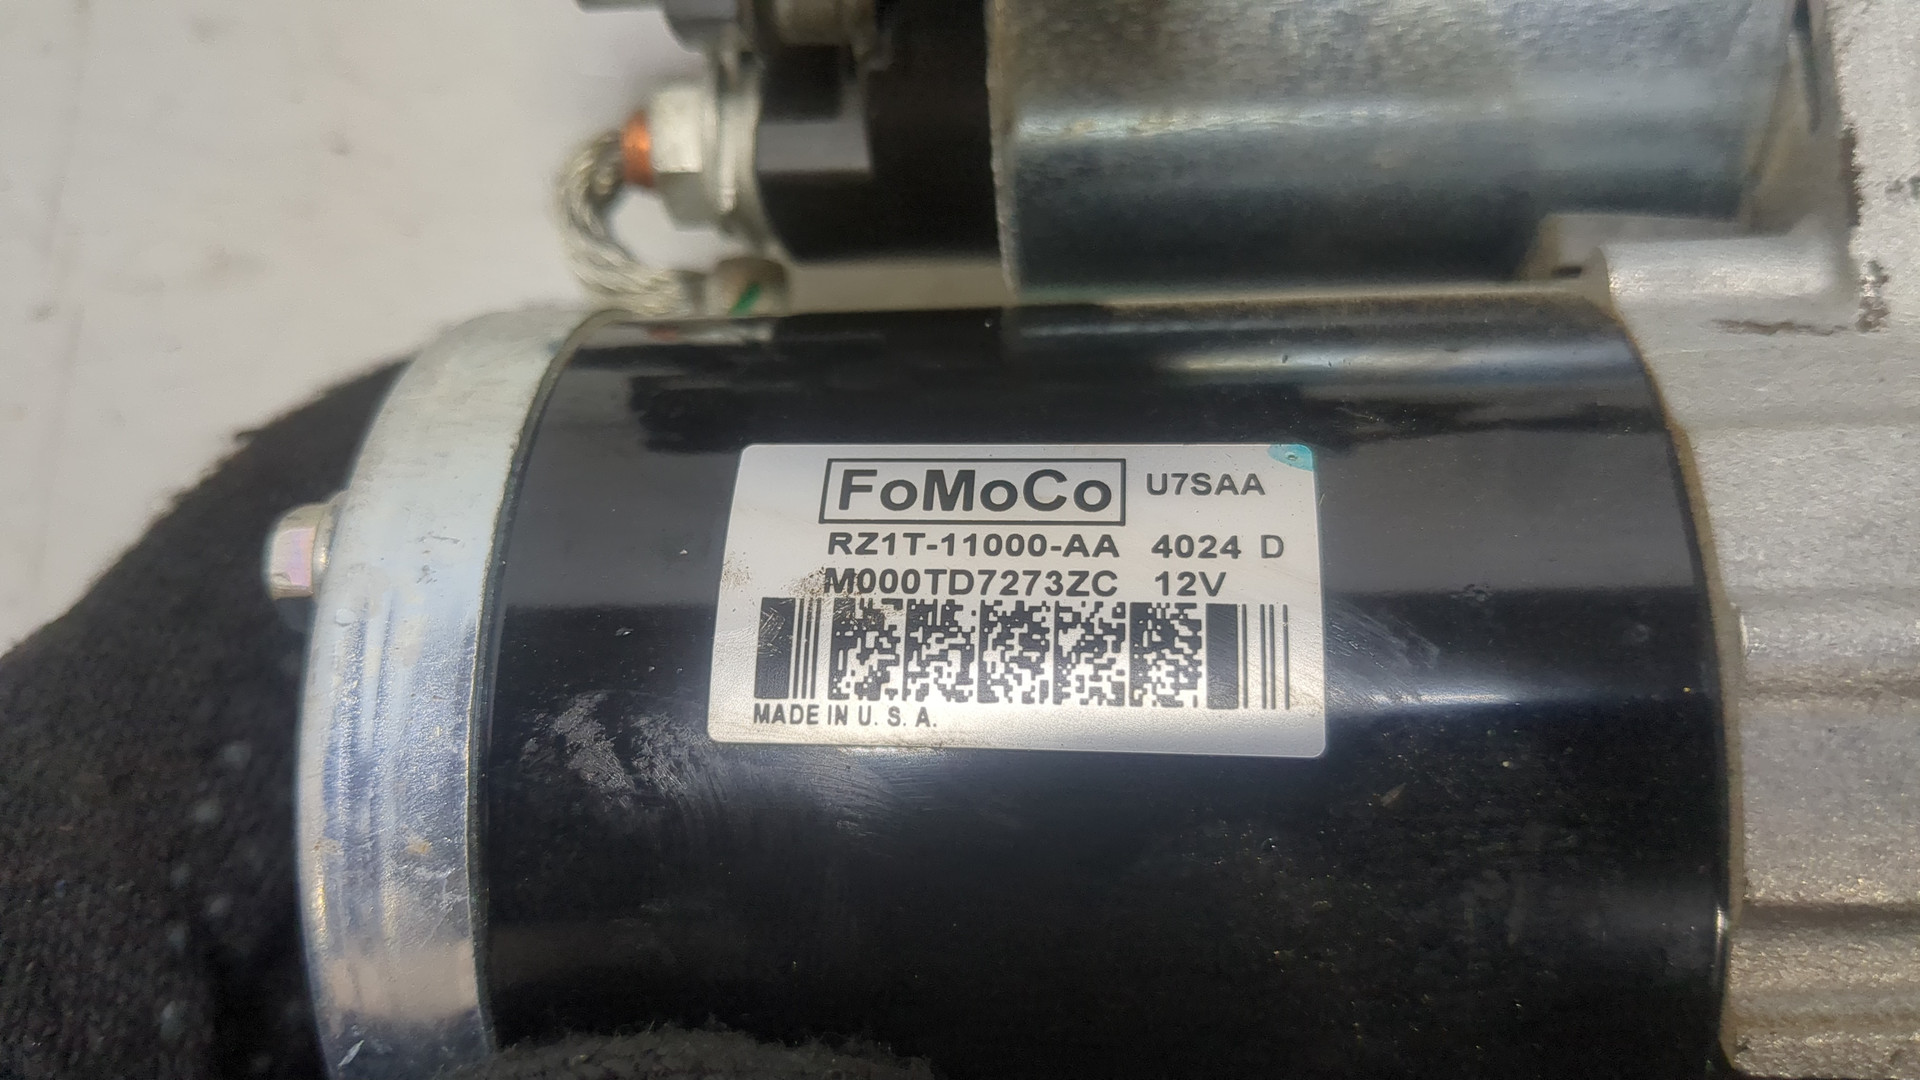 FoMoCo U7SAA
RZ1T-11000-AA 4024 D
M000TD7273ZC 12V
MADE IN U. S. A.